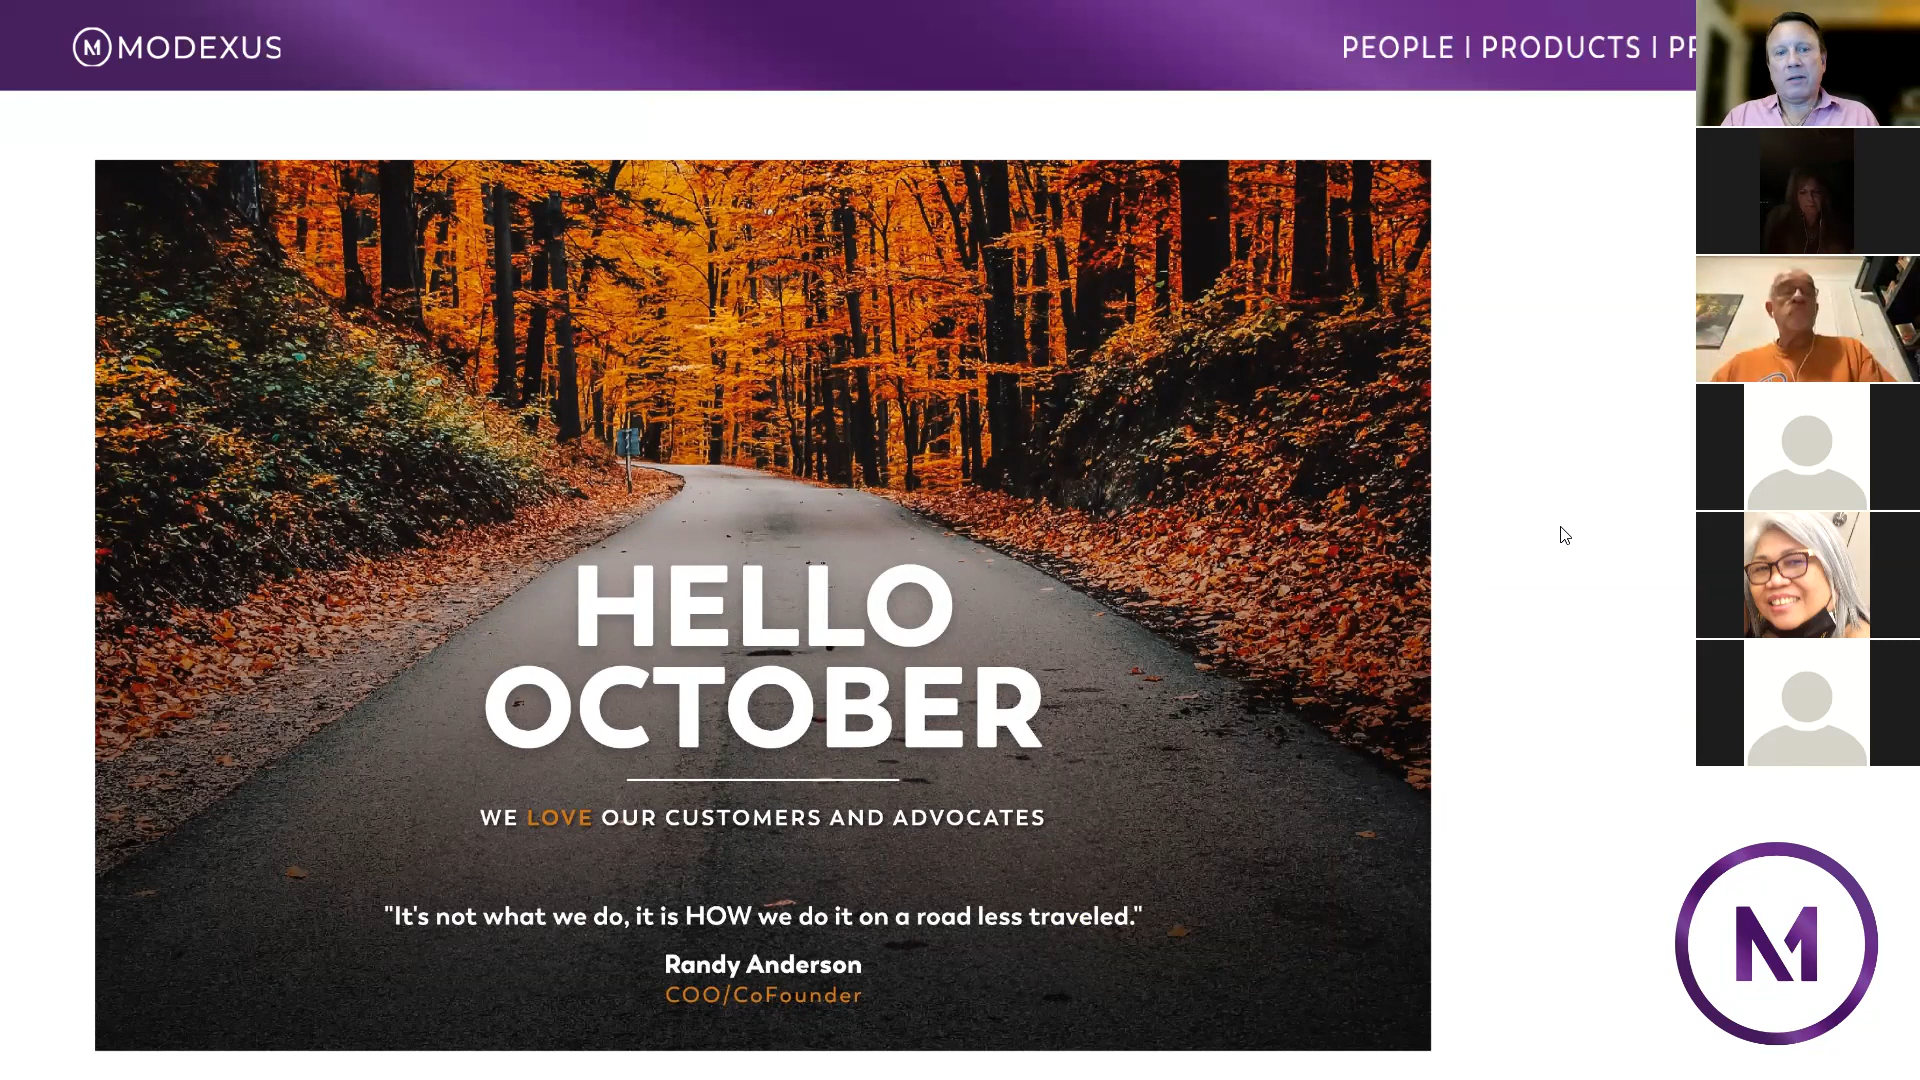 MODEXUS
PEOPLE | PRODUCTS |
HELLO
OCTOBER
WE LOVE OUR CUSTOMERS AND ADVOCATES
"It's not what we do, it is HOW we do it on a road less traveled."
Randy Anderson
COO/CoFounder